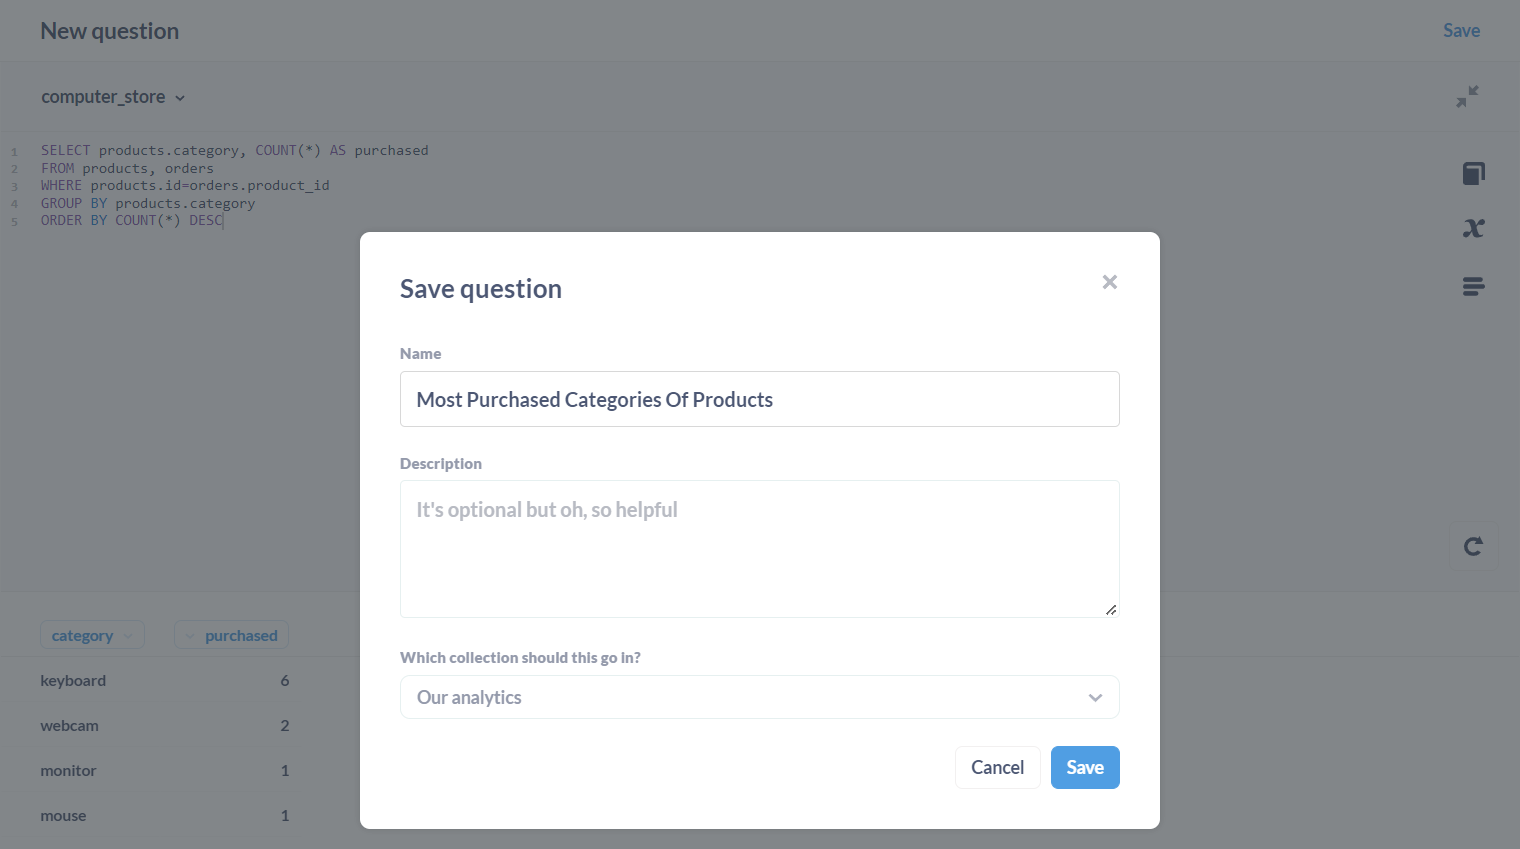 New question
Save
computer_store
1 SELECT products.category, COUNT(*) AS purchased
2 FROM products, orders
3 WHERE products.id=orders.product_id
4 GROUP BY products.category
5 ORDER BY COUNT(*) DESC
Save question
Name
Most Purchased Categories Of Products
Description
It's optional but oh, so helpful
Which collection should this go in?
Our analytics
Cancel Save
category purchased
keyboard 6
webcam 2
monitor 1
mouse 1